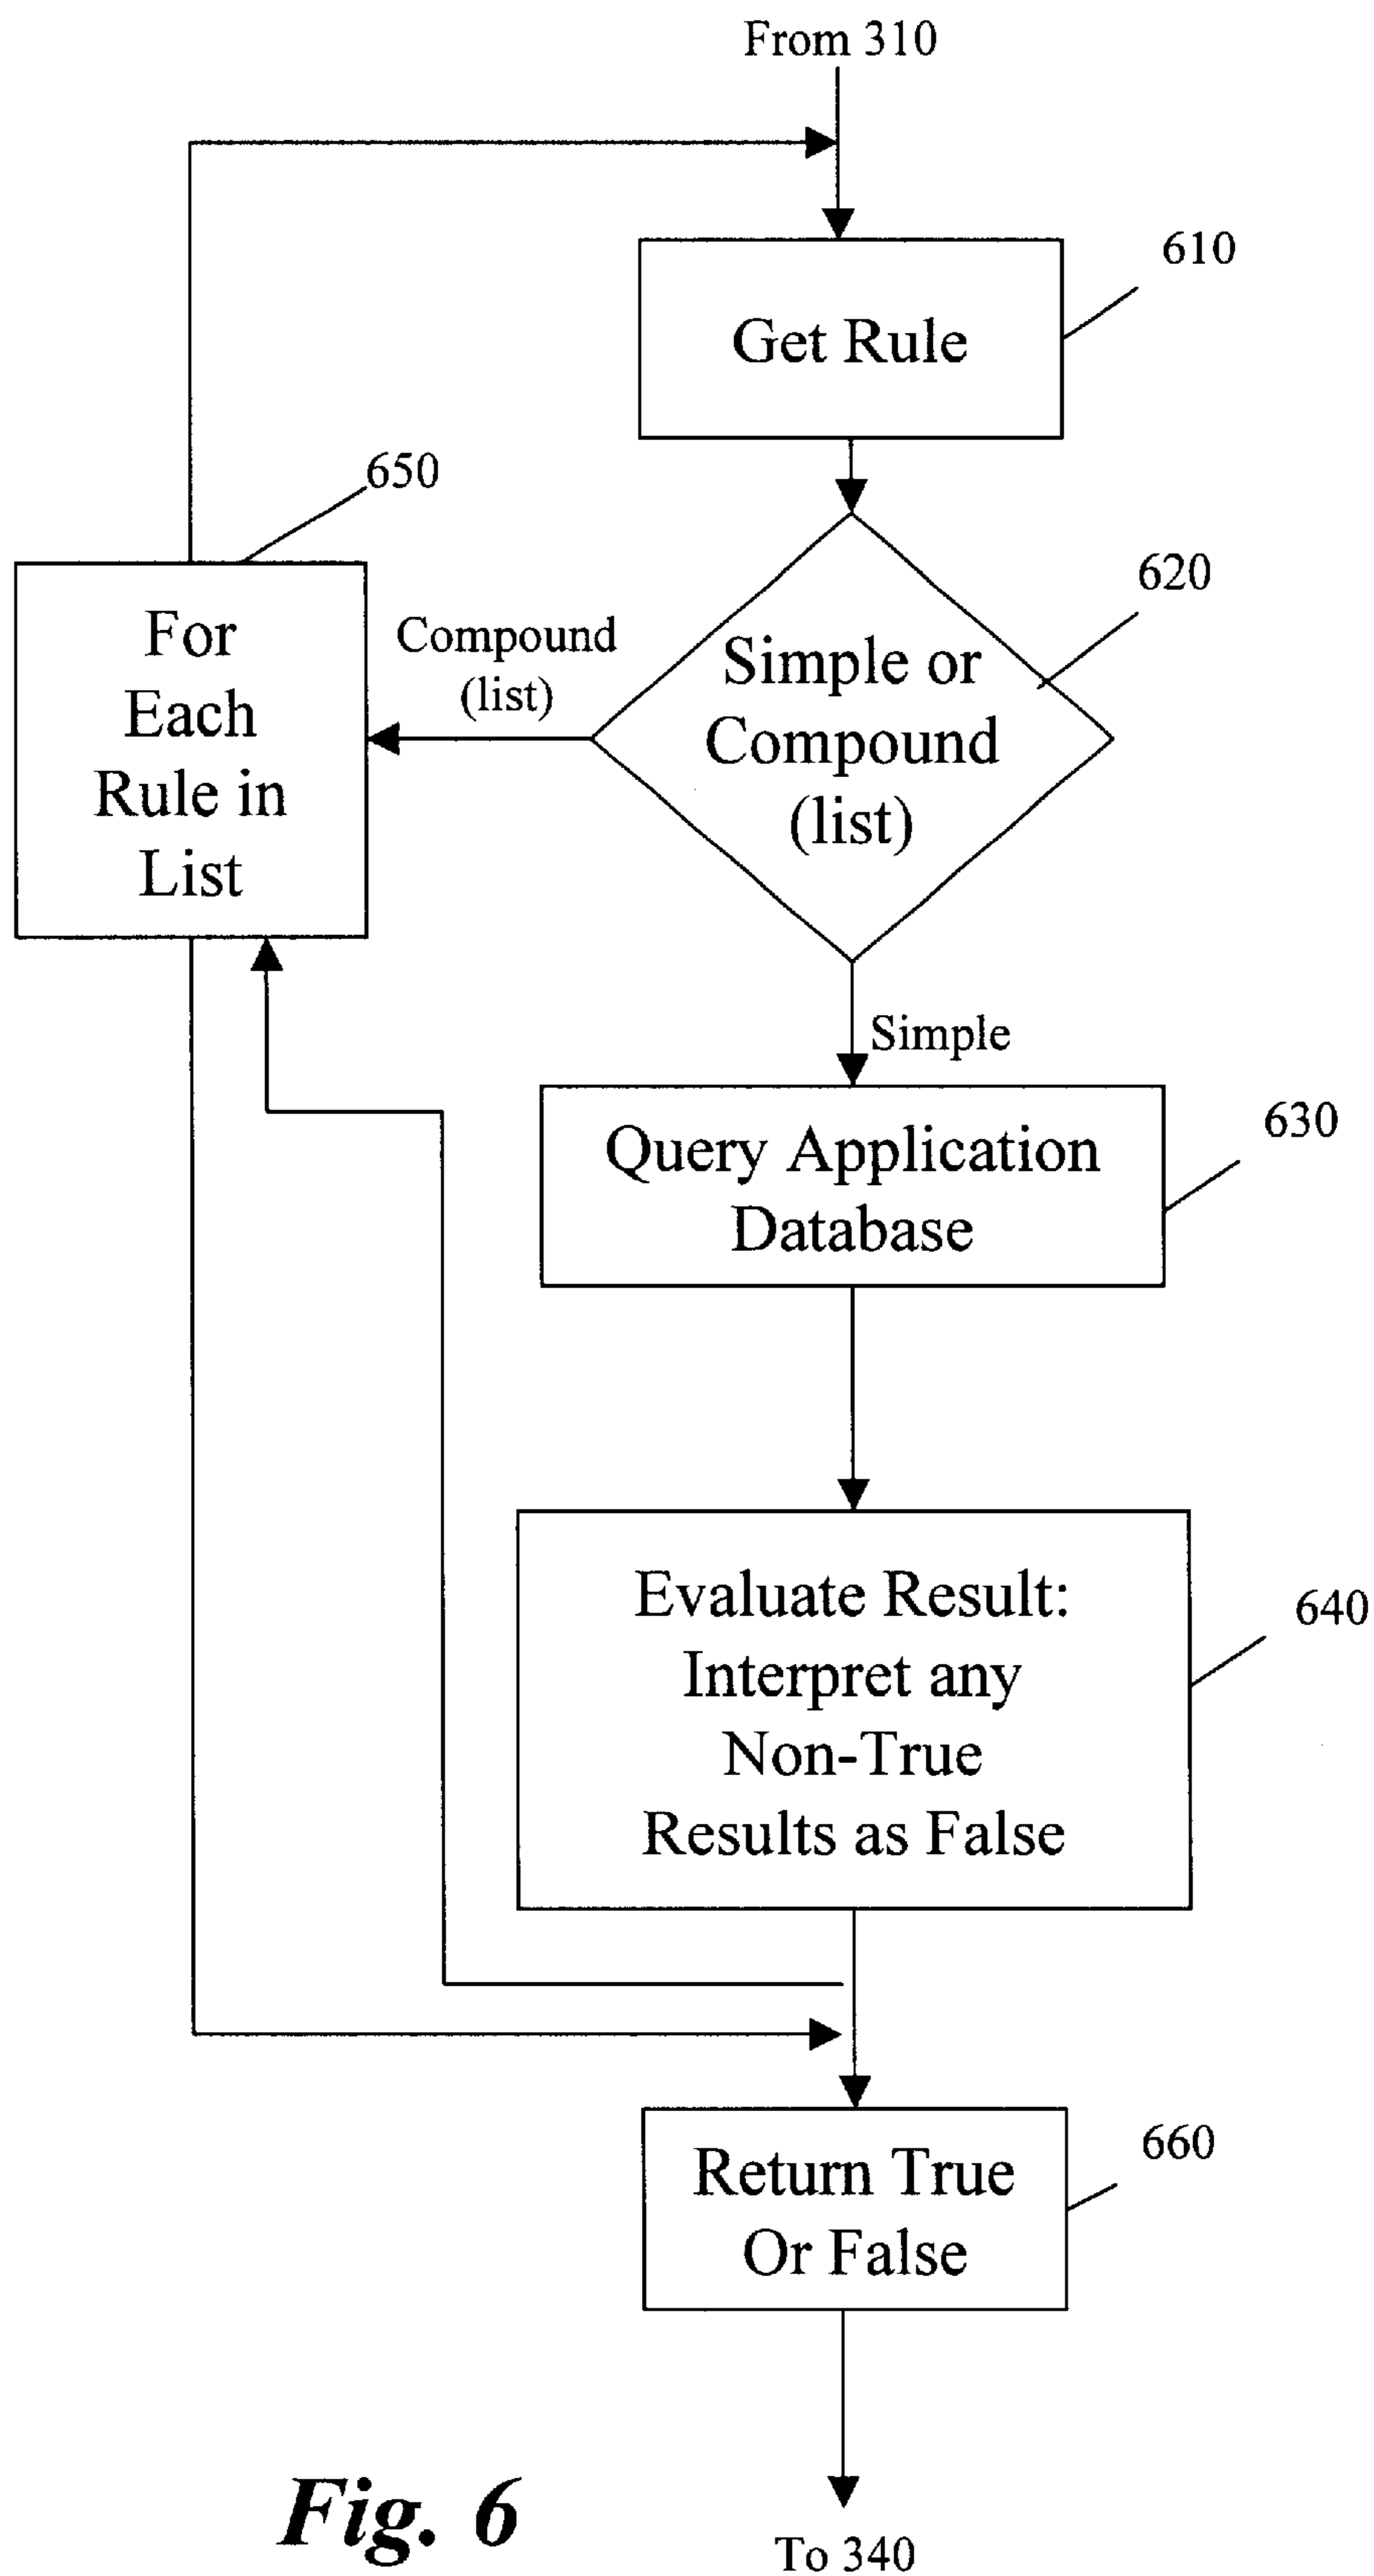 From 310
610
Get Rule
650
620
For
Each
Rule in
List
Compound
(list)
Simple or
Compound
(list)
Simple
630
Query Application
Database
640
Evaluate Result:
Interpret any
Non-True
Results as False
660
Return True
Or False
Fig. 6
To 340